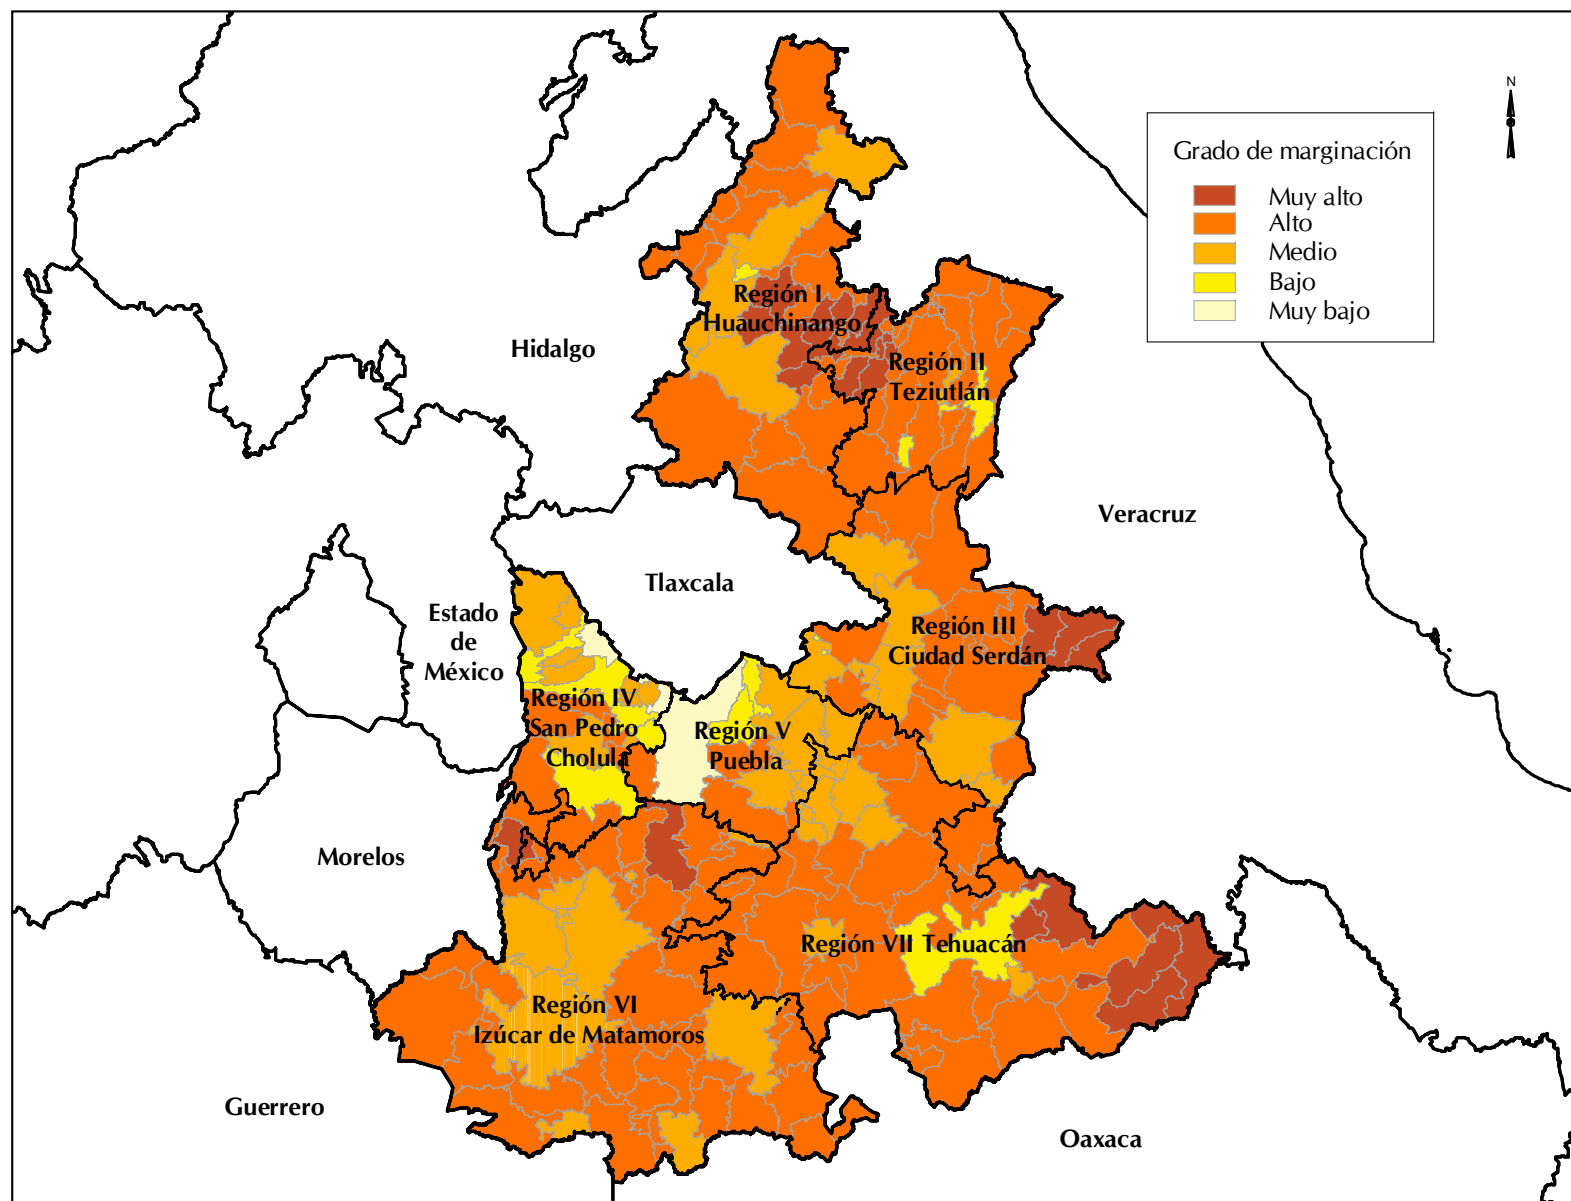 N
Grado de marginación
Muy alto
Alto
Medio
Bajo
Muy bajo
Región I
Huauchinango
Hidalgo
Región II
Teziutlán
Veracruz
Tlaxcala
Estado
de
México
Región III
Ciudad Serdán
Región IV
San Pedro
Cholula
Región V
Puebla
Morelos
Región VII Tehuacán
Región VI
Izúcar de Matamoros
Guerrero
Oaxaca